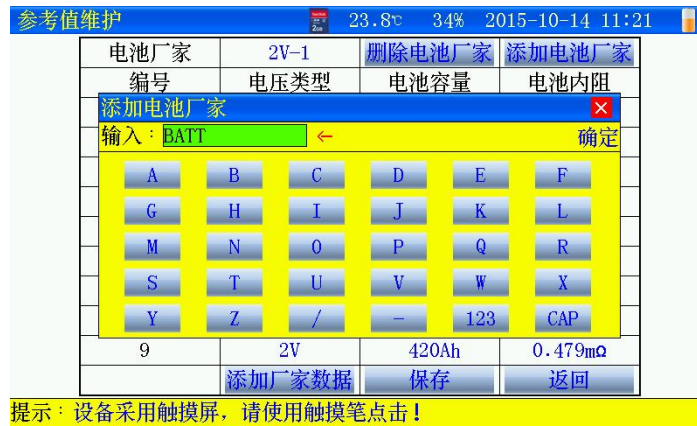 参考值维护 23.8℃ 34% 2015-10-14 11:21
电池厂家 2V-1 删除电池厂家 添加电池厂家
编号 电压类型 电池容量 电池内阻
添加电池厂家
输入：BATT ← 确定
A B C D E F
G H I J K L
M N O P Q R
S T U V W X
Y Z / - 123 CAP
9 2V 420Ah 0.479mΩ
添加厂家数据 保存 返回
提示：设备采用触摸屏，请使用触摸笔点击！